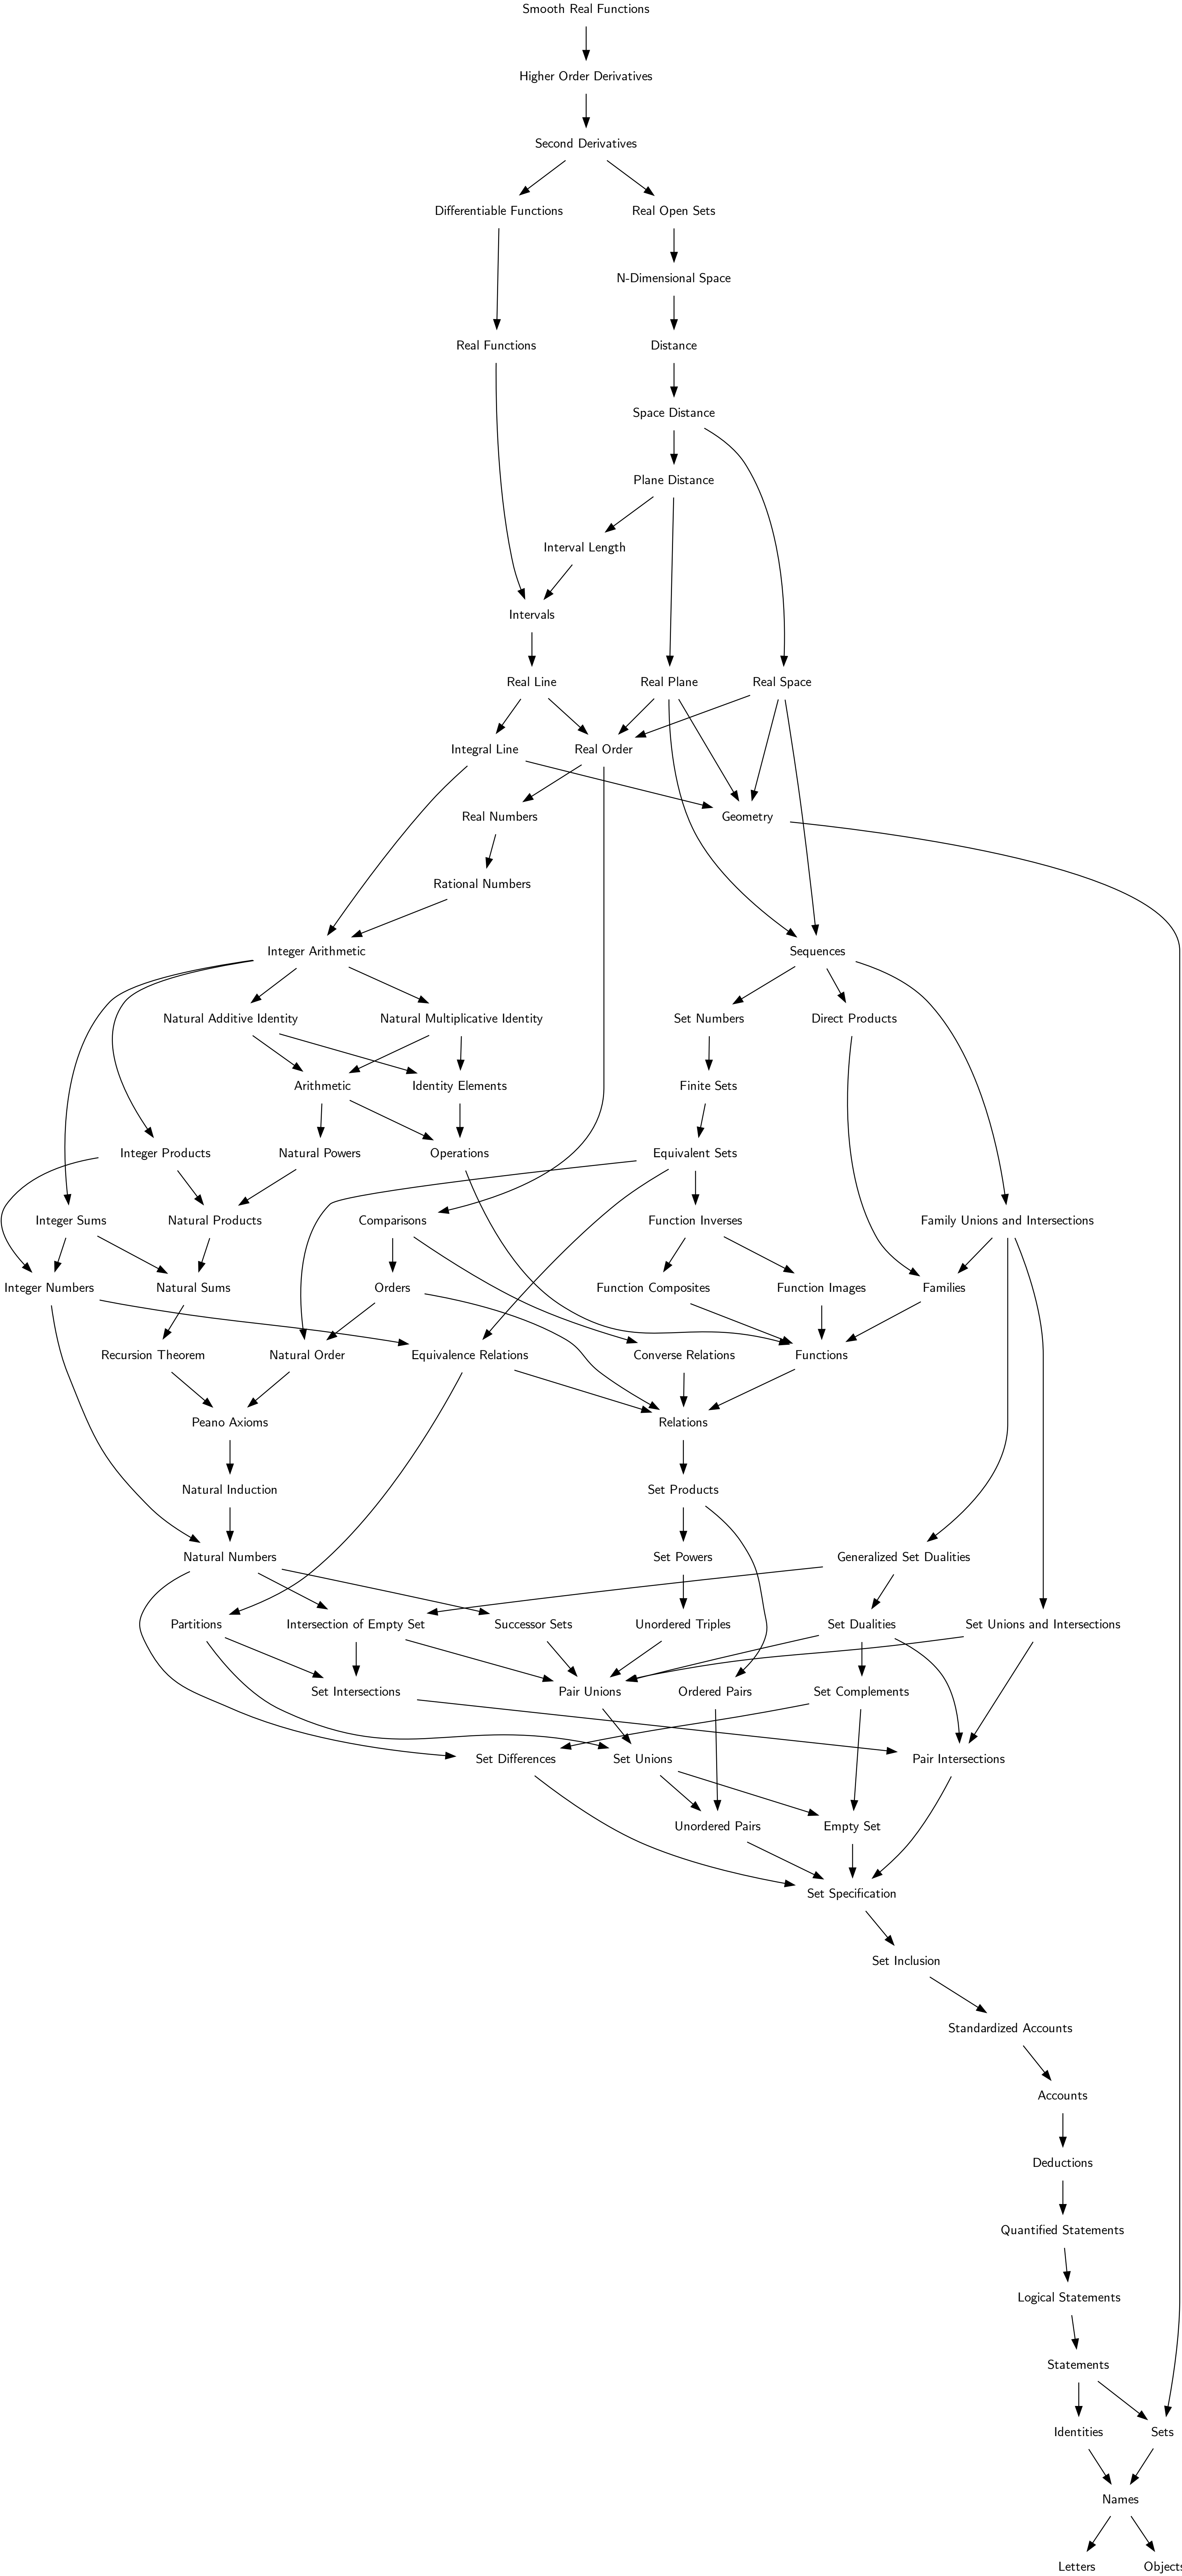 Smooth Real Functions
Higher Order Derivatives
Second Derivatives
Differentiable Functions
Real Open Sets
N-Dimensional Space
Real Functions
Distance
Space Distance
Plane Distance
Interval Length
Intervals
Real Line
Real Plane
Real Space
Integral Line
Real Order
Real Numbers
Geometry
Rational Numbers
Integer Arithmetic
Sequences
Natural Additive Identity
Natural Multiplicative Identity
Set Numbers
Direct Products
Arithmetic
Identity Elements
Finite Sets
Integer Products
Natural Powers
Operations
Equivalent Sets
Integer Sums
Natural Products
Comparisons
Function Inverses
Family Unions and Intersections
Integer Numbers
Natural Sums
Orders
Function Composites
Function Images
Families
Recursion Theorem
Natural Order
Equivalence Relations
Converse Relations
Functions
Peano Axioms
Relations
Natural Induction
Set Products
Natural Numbers
Set Powers
Generalized Set Dualities
Partitions
Intersection of Empty Set
Successor Sets
Unordered Triples
Set Dualities
Set Unions and Intersections
Set Intersections
Pair Unions
Ordered Pairs
Set Complements
Set Differences
Set Unions
Pair Intersections
Unordered Pairs
Empty Set
Set Specification
Set Inclusion
Standardized Accounts
Accounts
Deductions
Quantified Statements
Logical Statements
Statements
Identities
Sets
Names
Letters
Objects